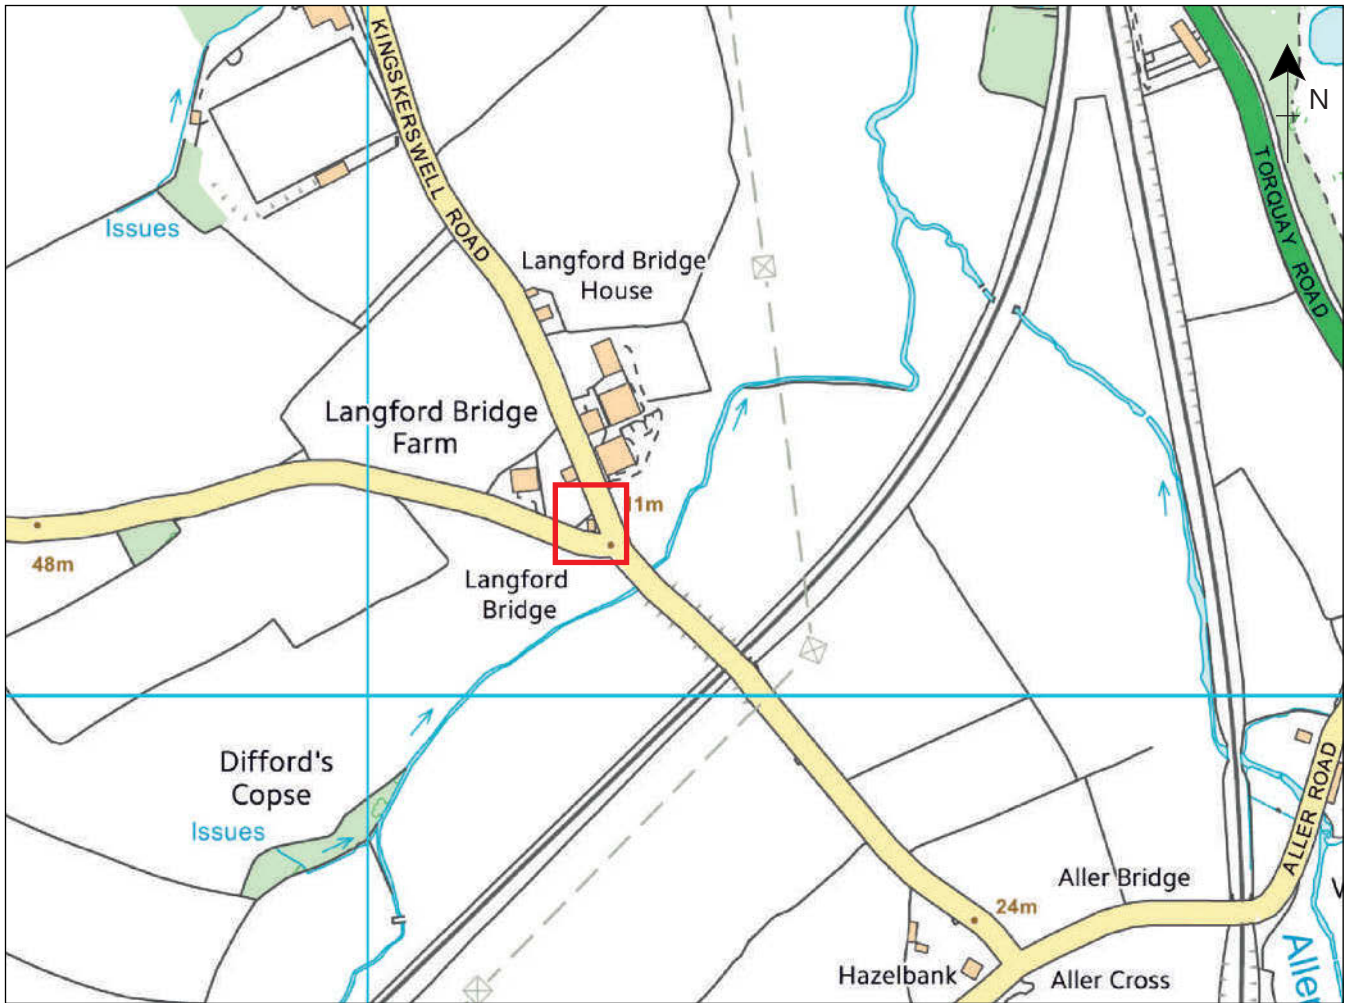 KINGSKERSWELL ROAD
N
TORQUAY ROAD
Issues
Langford Bridge
House
Langford Bridge
Farm
11m
48m
Langford
Bridge
Difford's
Copse
Issues
ALLER ROAD
Aller Bridge
24m
Hazelbank
Aller Cross